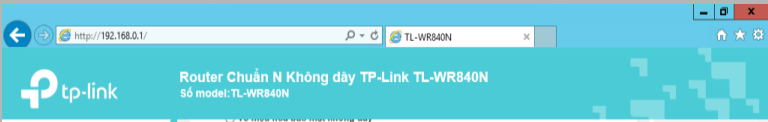 http://192.168.0.1/
TL-WR840N
tp-link
Router Chuẩn N Không dây TP-Link TL-WR840N
Số model:TL-WR840N